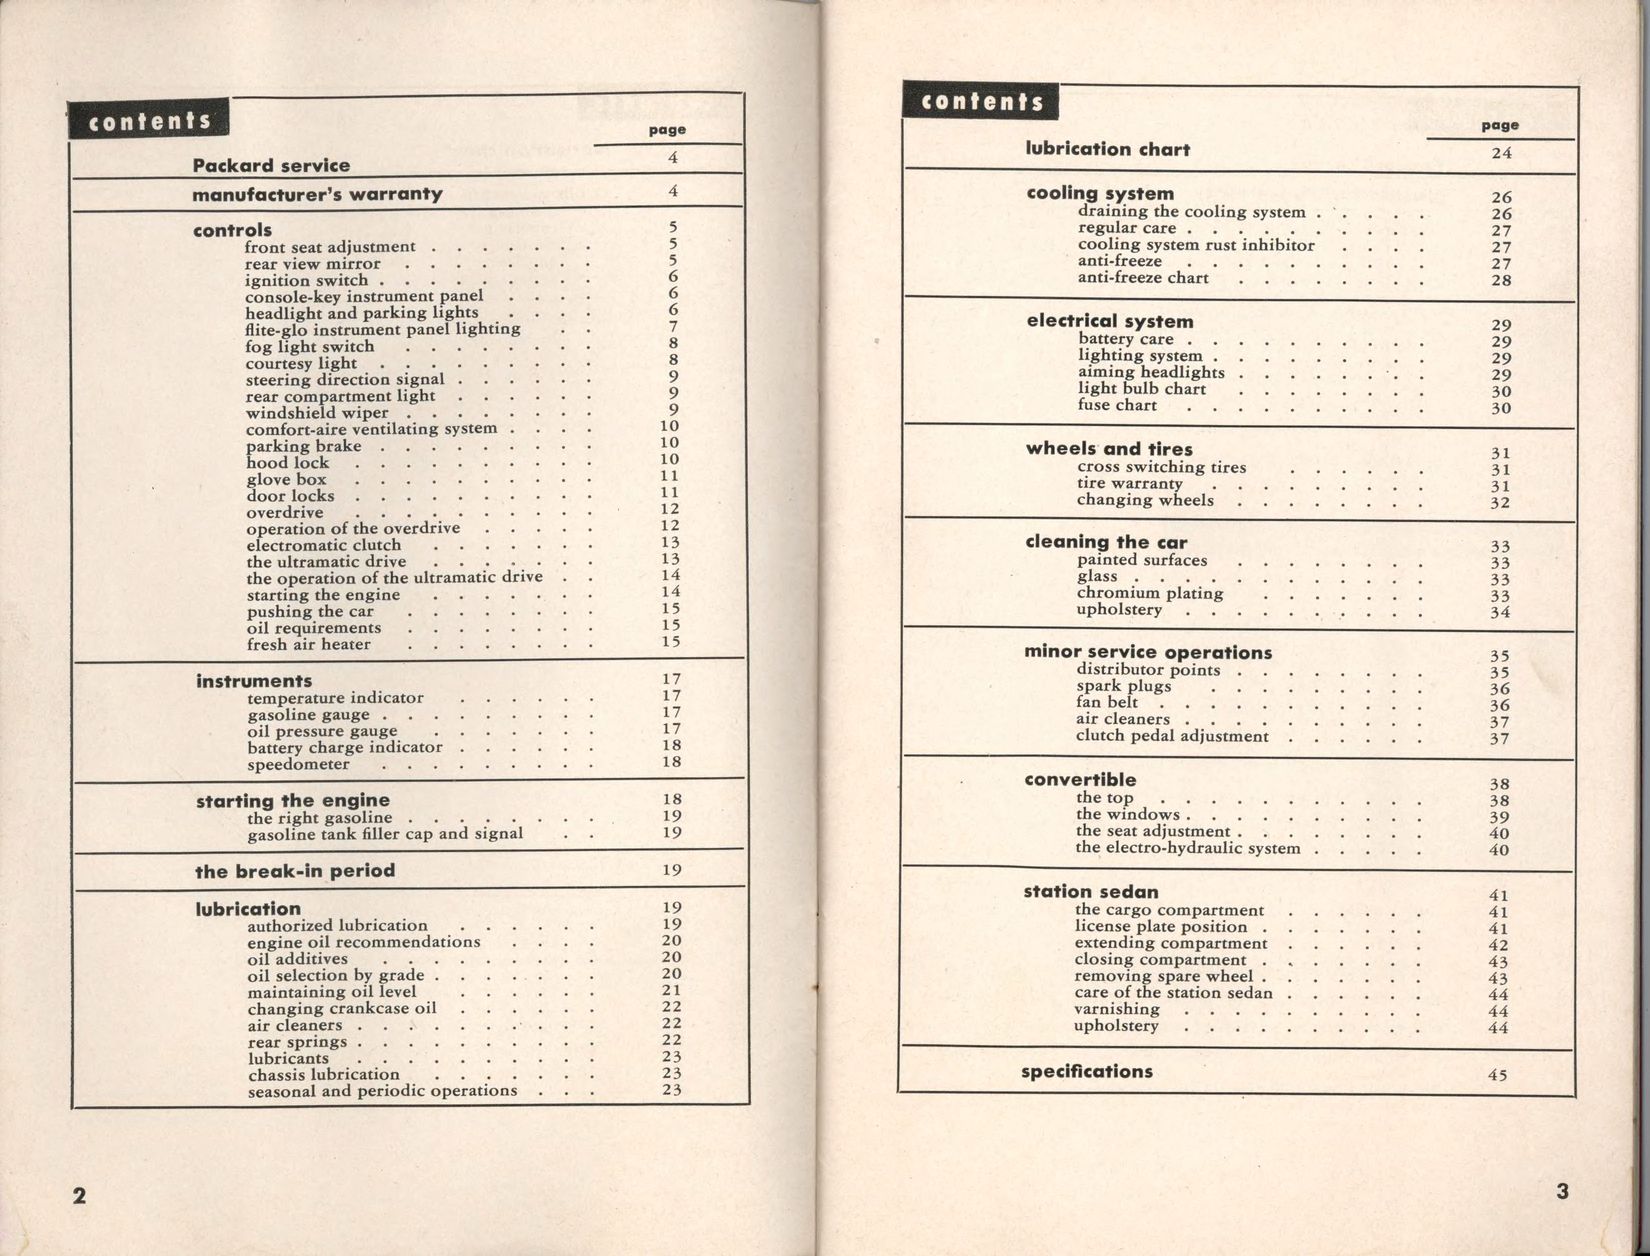 contents
page
Packard service 4
manufacturer's warranty 4
controls 5
front seat adjustment . . . . . . . 5
rear view mirror . . . . . . . . 5
ignition switch . . . . . . . . . 6
console-key instrument panel . . . . 6
headlight and parking lights . . . . 6
flite-glo instrument panel lighting . . 7
fog light switch . . . . . . . . 8
courtesy light . . . . . . . . . 8
steering direction signal . . . . . . 9
rear compartment light . . . . . . 9
windshield wiper . . . . . . . . 9
comfort-aire ventilating system . . . . 10
parking brake . . . . . . . . . 10
hood lock . . . . . . . . . . 10
glove box . . . . . . . . . . 11
door locks . . . . . . . . . . 11
overdrive . . . . . . . . . . 12
operation of the overdrive . . . . . 12
electromatic clutch . . . . . . . 13
the ultramatic drive . . . . . . . 13
the operation of the ultramatic drive . . 14
starting the engine . . . . . . . 14
pushing the car . . . . . . . . 15
oil requirements . . . . . . . . 15
fresh air heater . . . . . . . . 15
instruments 17
temperature indicator . . . . . . 17
gasoline gauge . . . . . . . . . 17
oil pressure gauge . . . . . . . 17
battery charge indicator . . . . . . 18
speedometer . . . . . . . . . 18
starting the engine 18
the right gasoline . . . . . . . . 19
gasoline tank filler cap and signal . . 19
the break-in period 19
lubrication 19
authorized lubrication . . . . . . 19
engine oil recommendations . . . . 20
oil additives . . . . . . . . . 20
oil selection by grade . . . . . . . 20
maintaining oil level . . . . . . 21
changing crankcase oil . . . . . . 22
air cleaners . . . . . . . . . . 22
rear springs . . . . . . . . . . 22
lubricants . . . . . . . . . . 23
chassis lubrication . . . . . . . 23
seasonal and periodic operations . . . 23
2
contents
page
lubrication chart 24
cooling system 26
draining the cooling system . . . . . 26
regular care . . . . . . . . . . 27
cooling system rust inhibitor . . . . 27
anti-freeze . . . . . . . . . . 27
anti-freeze chart . . . . . . . . 28
electrical system 29
battery care . . . . . . . . . . 29
lighting system . . . . . . . . . 29
aiming headlights . . . . . . . . 29
light bulb chart . . . . . . . . 30
fuse chart . . . . . . . . . . 30
wheels and tires 31
cross switching tires . . . . . . 31
tire warranty . . . . . . . . . 31
changing wheels . . . . . . . . 32
cleaning the car 33
painted surfaces . . . . . . . . 33
glass . . . . . . . . . . . . 33
chromium plating . . . . . . . 33
upholstery . . . . . . . . . . 34
minor service operations 35
distributor points . . . . . . . . 35
spark plugs . . . . . . . . . 36
fan belt . . . . . . . . . . . 36
air cleaners . . . . . . . . . . 37
clutch pedal adjustment . . . . . . 37
convertible 38
the top . . . . . . . . . . . 38
the windows . . . . . . . . . . 39
the seat adjustment . . . . . . . . 40
the electro-hydraulic system . . . . . 40
station sedan 41
the cargo compartment . . . . . . 41
license plate position . . . . . . . 41
extending compartment . . . . . . 42
closing compartment . . . . . . . 43
removing spare wheel . . . . . . . 43
care of the station sedan . . . . . . 44
varnishing . . . . . . . . . . 44
upholstery . . . . . . . . . . 44
specifications 45
3